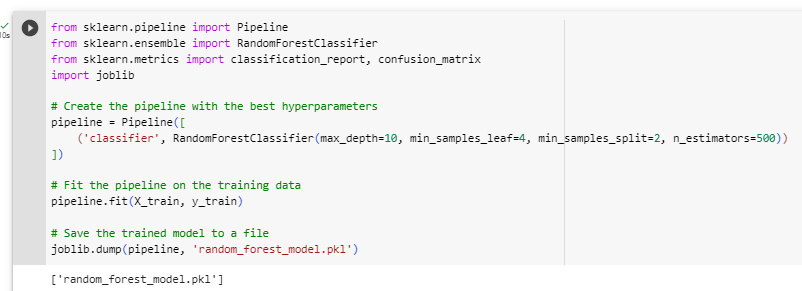 10s
from sklearn.pipeline import Pipeline
from sklearn.ensemble import RandomForestClassifier
from sklearn.metrics import classification_report, confusion_matrix
import joblib
# Create the pipeline with the best hyperparameters
pipeline = Pipeline([
    ('classifier', RandomForestClassifier(max_depth=10, min_samples_leaf=4, min_samples_split=2, n_estimators=500))
])
# Fit the pipeline on the training data
pipeline.fit(X_train, y_train)
# Save the trained model to a file
joblib.dump(pipeline, 'random_forest_model.pkl')
['random_forest_model.pkl']